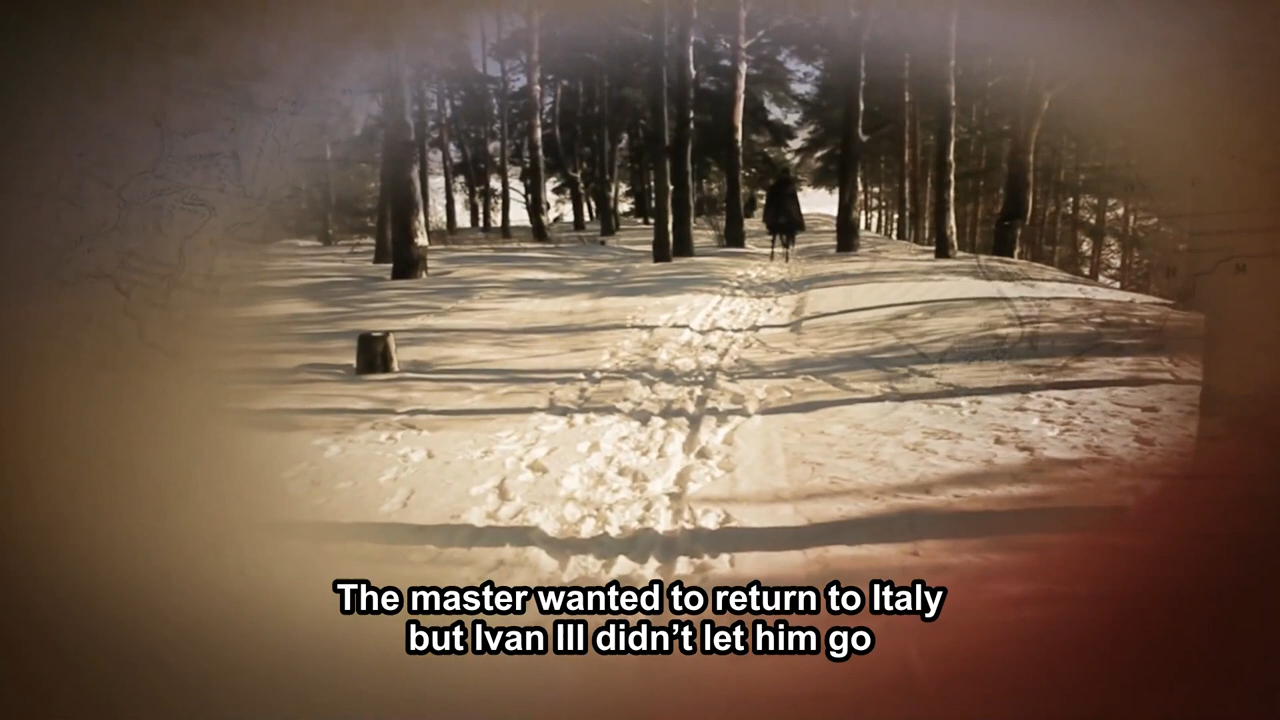 The master wanted to return to Italy
but Ivan III didn’t let him go